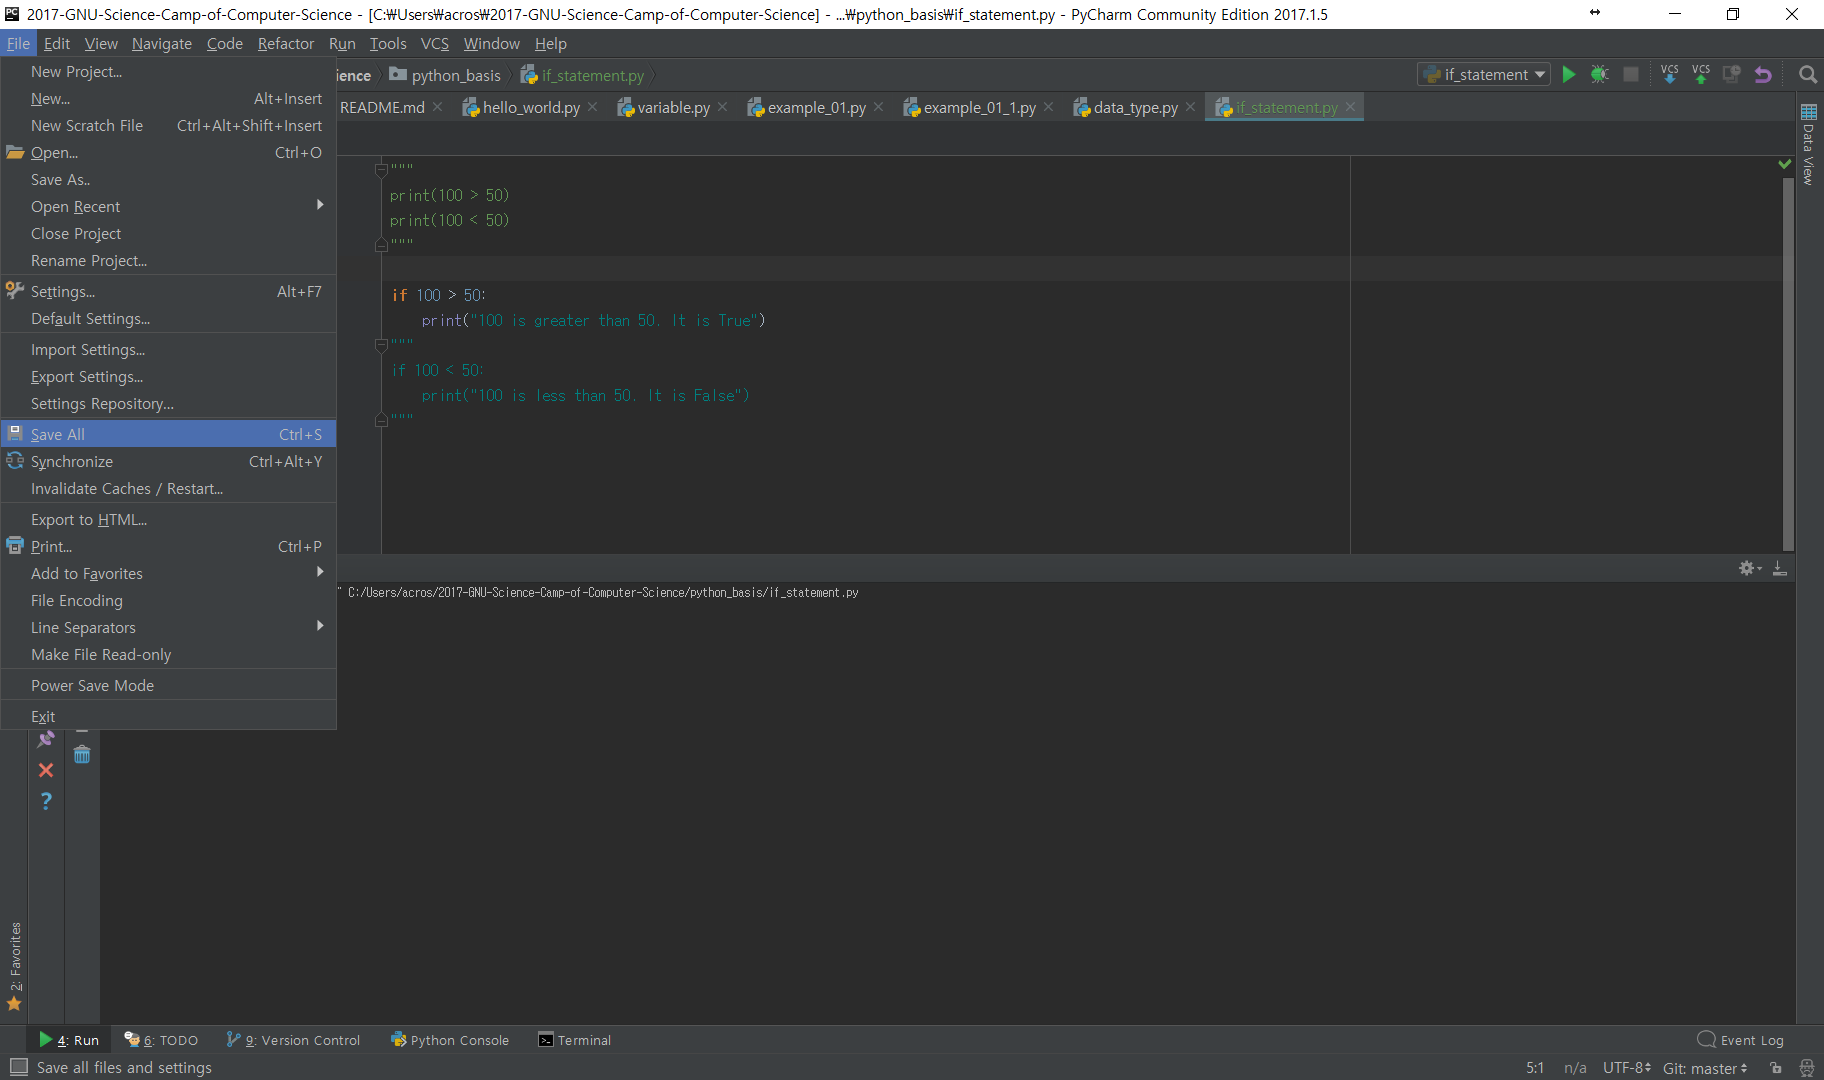 2017-GNU-Science-Camp-of-Computer-Science - [C:₩Users₩acros₩2017-GNU-Science-Camp-of-Computer-Science] - ...₩python_basis₩if_statement.py - PyCharm Community Edition 2017.1.5
File Edit View Navigate Code Refactor Run Tools VCS Window Help
ience python_basis if_statement.py
if_statement
VCS VCS
README.md hello_world.py variable.py example_01.py example_01_1.py data_type.py if_statement.py
New Project...
New... Alt+Insert
New Scratch File Ctrl+Alt+Shift+Insert
Open... Ctrl+O
Save As..
Open Recent
Close Project
Rename Project...
Settings... Alt+F7
Default Settings...
Import Settings...
Export Settings...
Settings Repository...
Save All Ctrl+S
Synchronize Ctrl+Alt+Y
Invalidate Caches / Restart...
Export to HTML...
Print... Ctrl+P
Add to Favorites
File Encoding
Line Separators
Make File Read-only
Power Save Mode
Exit
"""
print(100 > 50)
print(100 < 50)
"""
if 100 > 50:
print("100 is greater than 50. It is True")
"""
if 100 < 50:
print("100 is less than 50. It is False")
"""
Data View
" C:/Users/acros/2017-GNU-Science-Camp-of-Computer-Science/python_basis/if_statement.py
2: Favorites
4: Run 6: TODO 9: Version Control Python Console Terminal Event Log
Save all files and settings 5:1 n/a UTF-8 Git: master